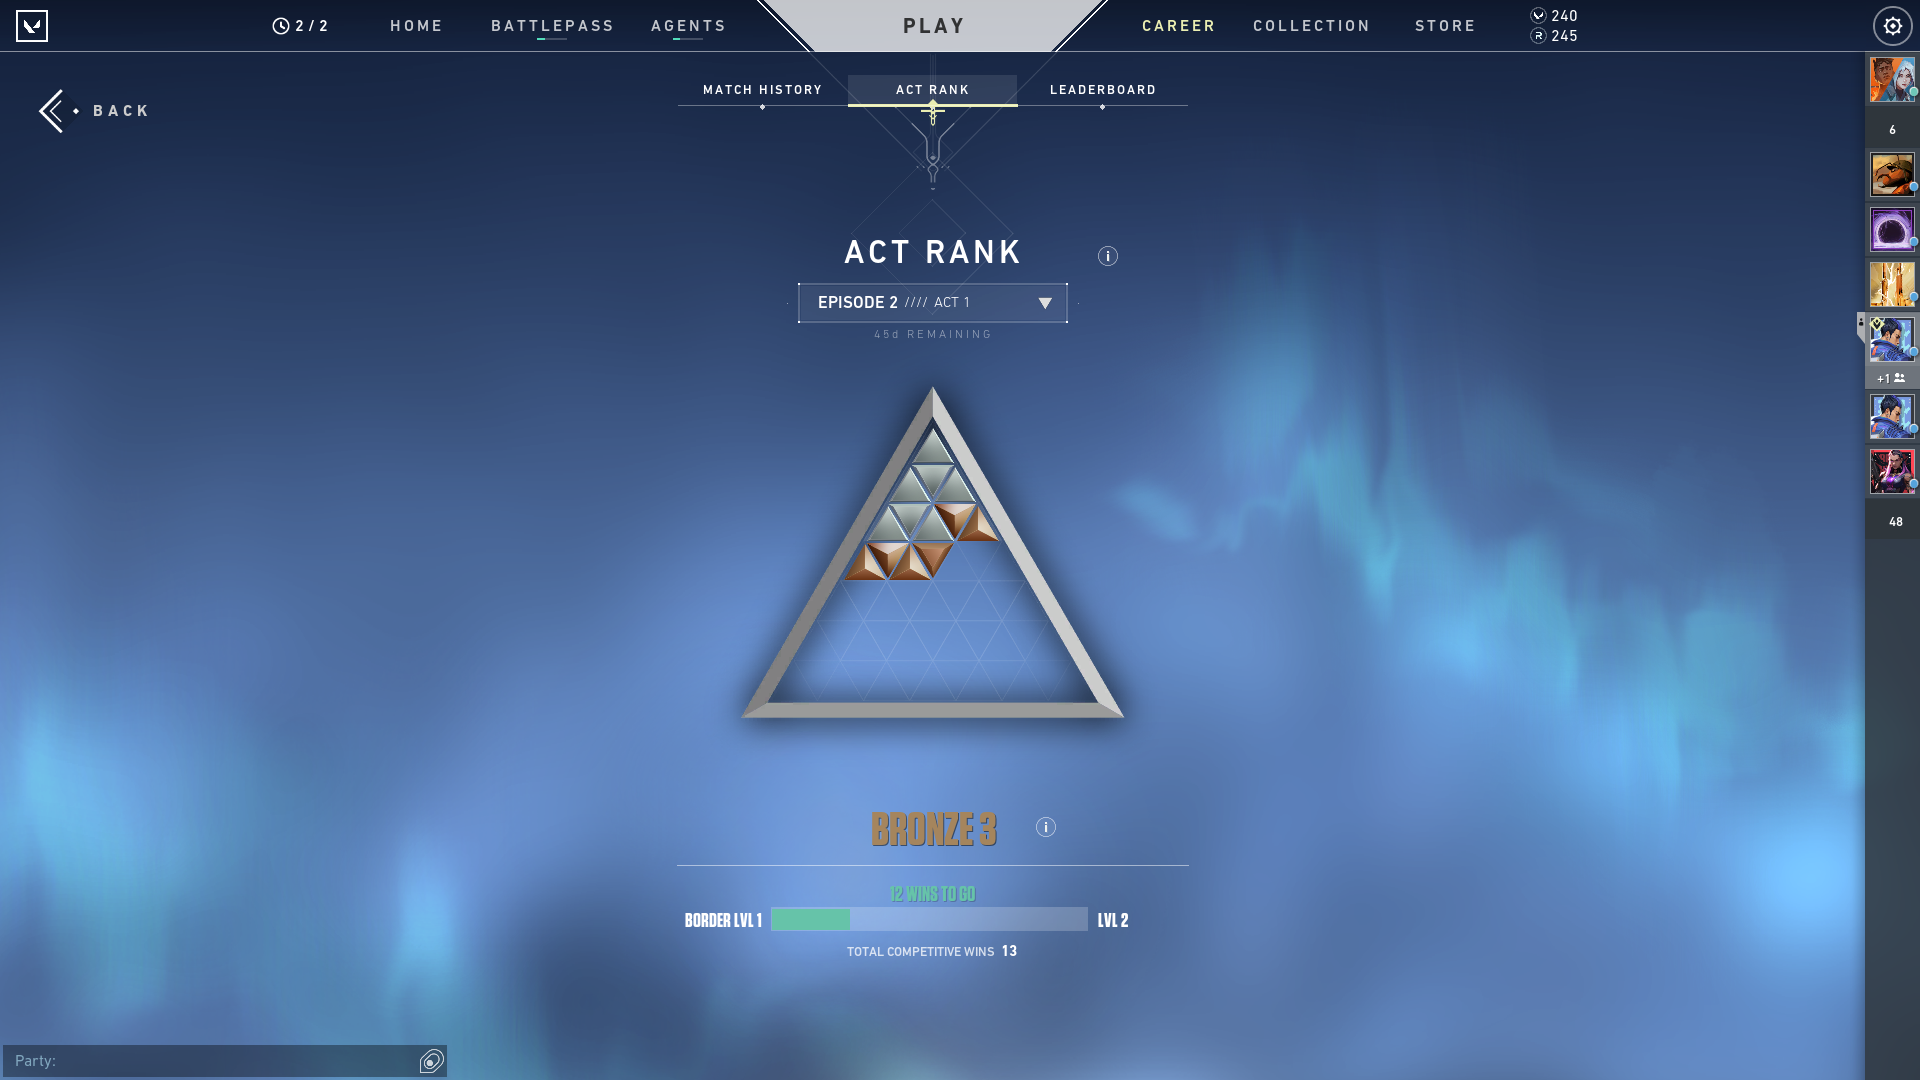 2 / 2
HOME
BATTLEPASS
AGENTS
PLAY
CAREER
COLLECTION
STORE
240
R 245
BACK
MATCH HISTORY
ACT RANK
LEADERBOARD
6
ACT RANK
i
EPISODE 2 //// ACT 1
45d REMAINING
+1
48
BRONZE 3
i
12 WINS TO GO
BORDER LVL 1
LVL 2
TOTAL COMPETITIVE WINS 13
Party: